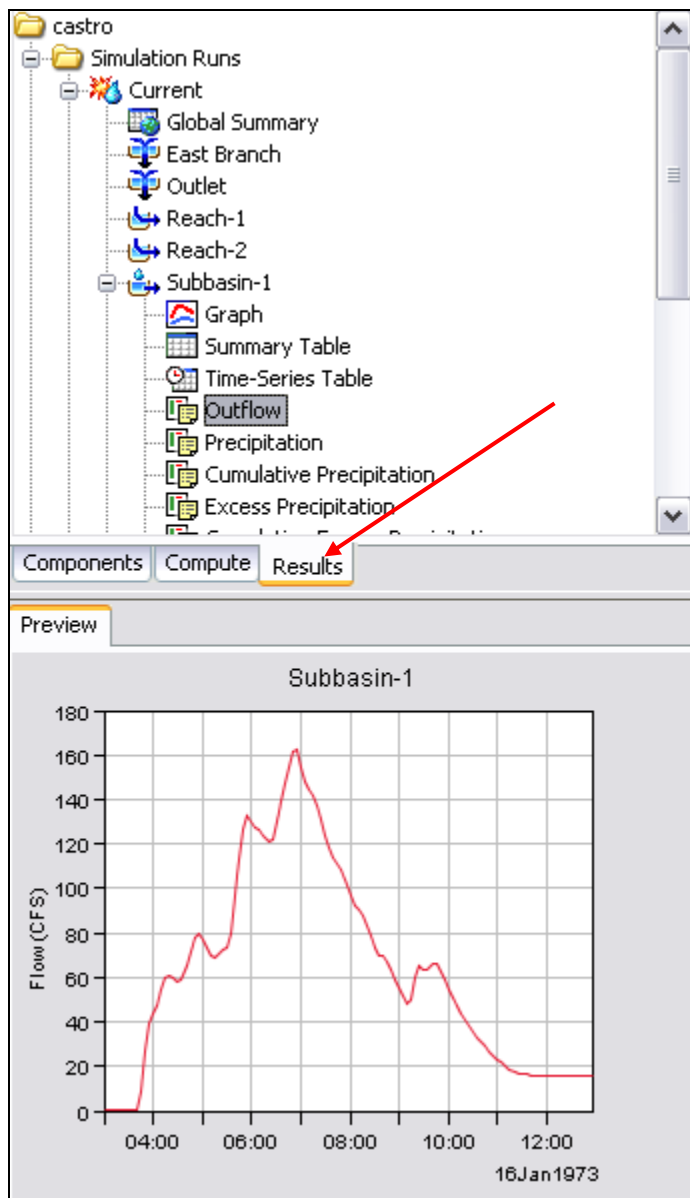 castro
Simulation Runs
Current
Global Summary
East Branch
Outlet
Reach-1
Reach-2
Subbasin-1
Graph
Summary Table
Time-Series Table
Outflow
Precipitation
Cumulative Precipitation
Excess Precipitation
Components Compute Results
Preview
Subbasin-1
180
160
140
120
100
80
60
40
20
0
Flow (CFS)
04:00 06:00 08:00 10:00 12:00
16Jan1973